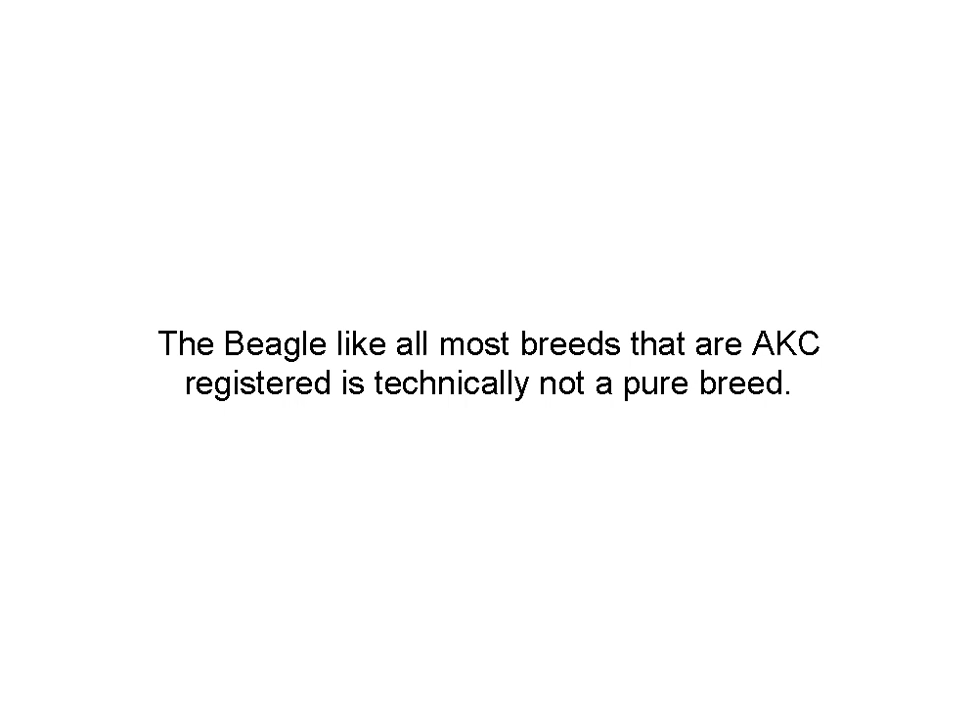 The Beagle like all most breeds that are AKC
registered is technically not a pure breed.